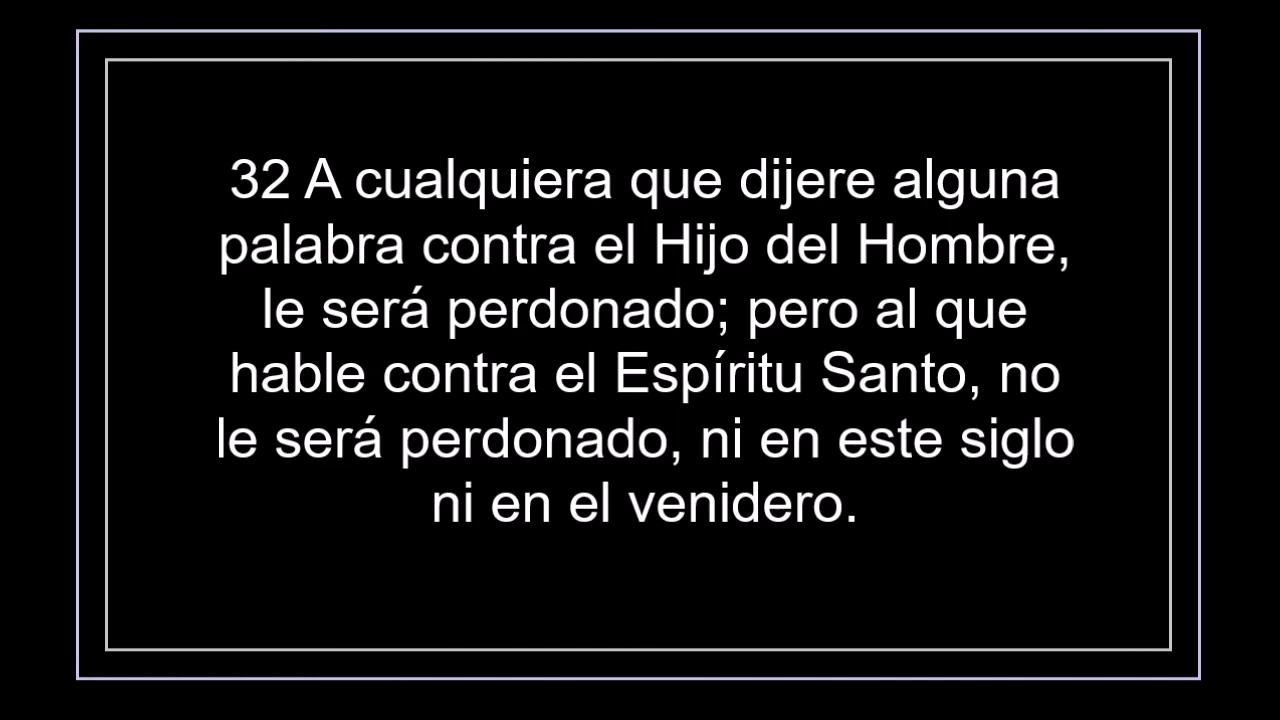 32 A cualquiera que dijere alguna
palabra contra el Hijo del Hombre,
le será perdonado; pero al que
hable contra el Espíritu Santo, no
le será perdonado, ni en este siglo
ni en el venidero.